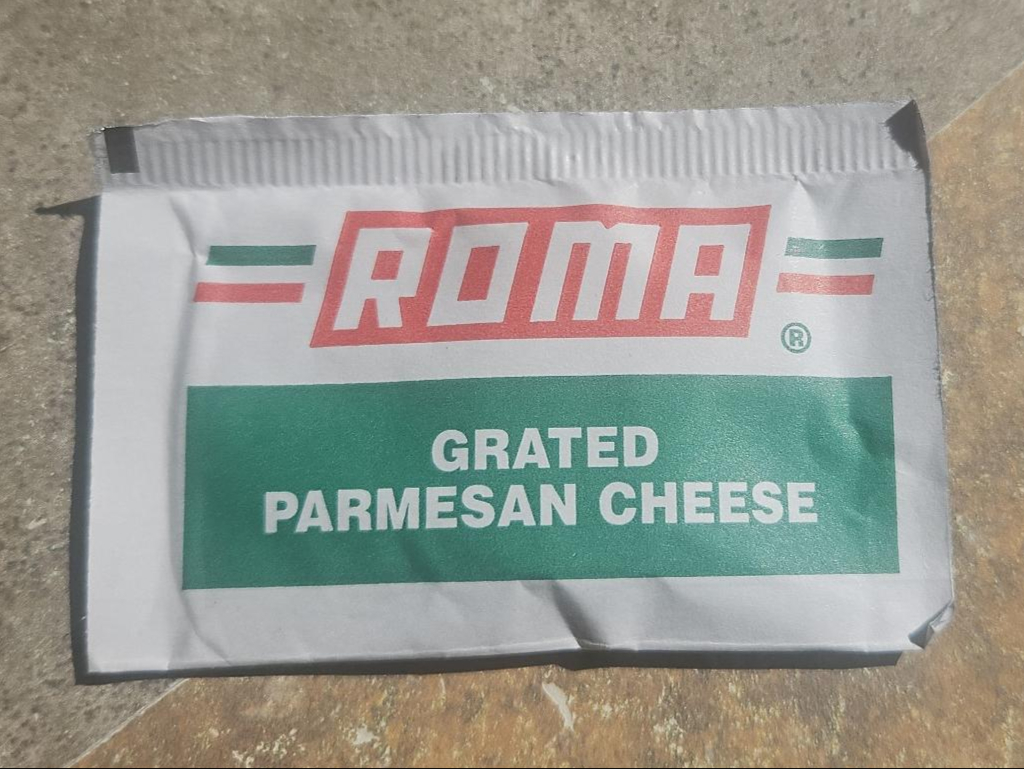 ROMA
®
GRATED
PARMESAN CHEESE